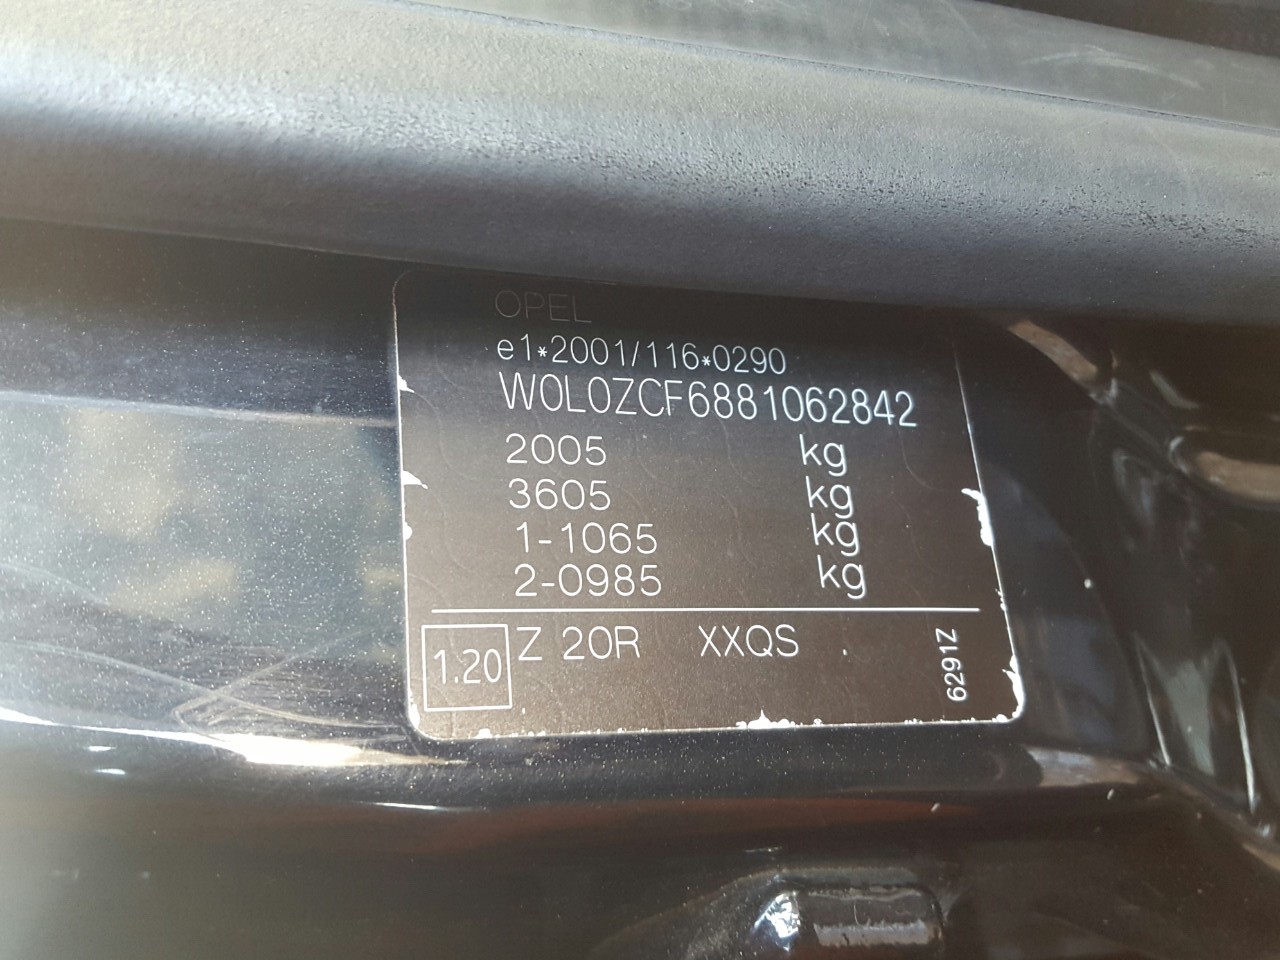 OPEL
e1*2001/116*0290
W0L0ZCF6881062842
2005 kg
3605 kg
1-1065 kg
2-0985 kg
1.20 Z 20R XXQS
6291Z